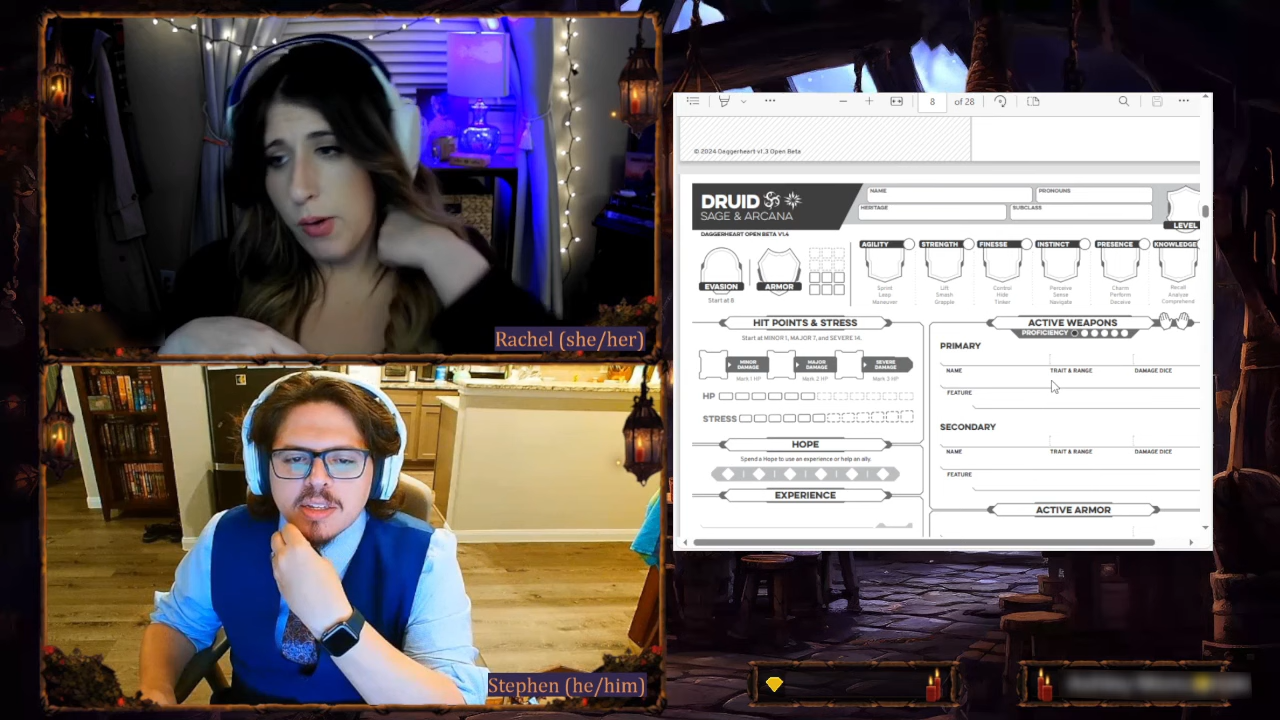 Rachel (she/her)
Stephen (he/him)
8 of 28
© 2024 Daggerheart v1.3 Open Beta
DRUID
SAGE & ARCANA
NAME
PRONOUNS
HERITAGE
SUBCLASS
LEVEL
DAGGERHEART OPEN BETA V1.4
EVASION
ARMOR
Start at 8
AGILITY
STRENGTH
FINESSE
INSTINCT
PRESENCE
KNOWLEDGE
Sprint
Leap
Maneuver
Lift
Smash
Grapple
Control
Hide
Tinker
Perceive
Sense
Navigate
Charm
Perform
Deceive
Recall
Analyze
Comprehend
HIT POINTS & STRESS
Start at MINOR 1, MAJOR 7, and SEVERE 14.
MINOR
DAMAGE
MAJOR
DAMAGE
SEVERE
DAMAGE
Mark 1 HP
Mark 2 HP
Mark 3 HP
HP
STRESS
HOPE
Spend a Hope to use an experience or help an ally.
EXPERIENCE
ACTIVE WEAPONS
PROFICIENCY
PRIMARY
NAME
TRAIT & RANGE
DAMAGE DICE
FEATURE
SECONDARY
NAME
TRAIT & RANGE
DAMAGE DICE
FEATURE
ACTIVE ARMOR